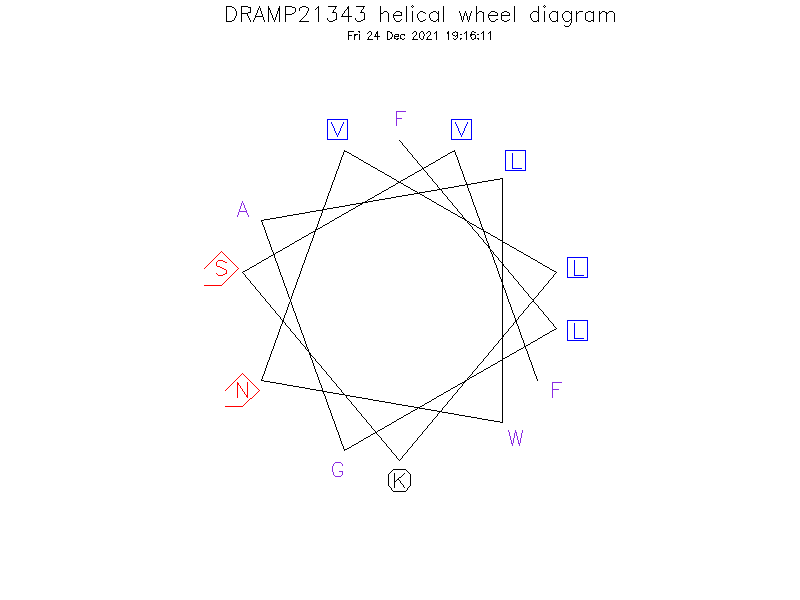 DRAMP21343 helical wheel diagram
Fri 24 Dec 2021 19:16:11
F
V
V
L
A
S
L
L
N
F
W
G
K